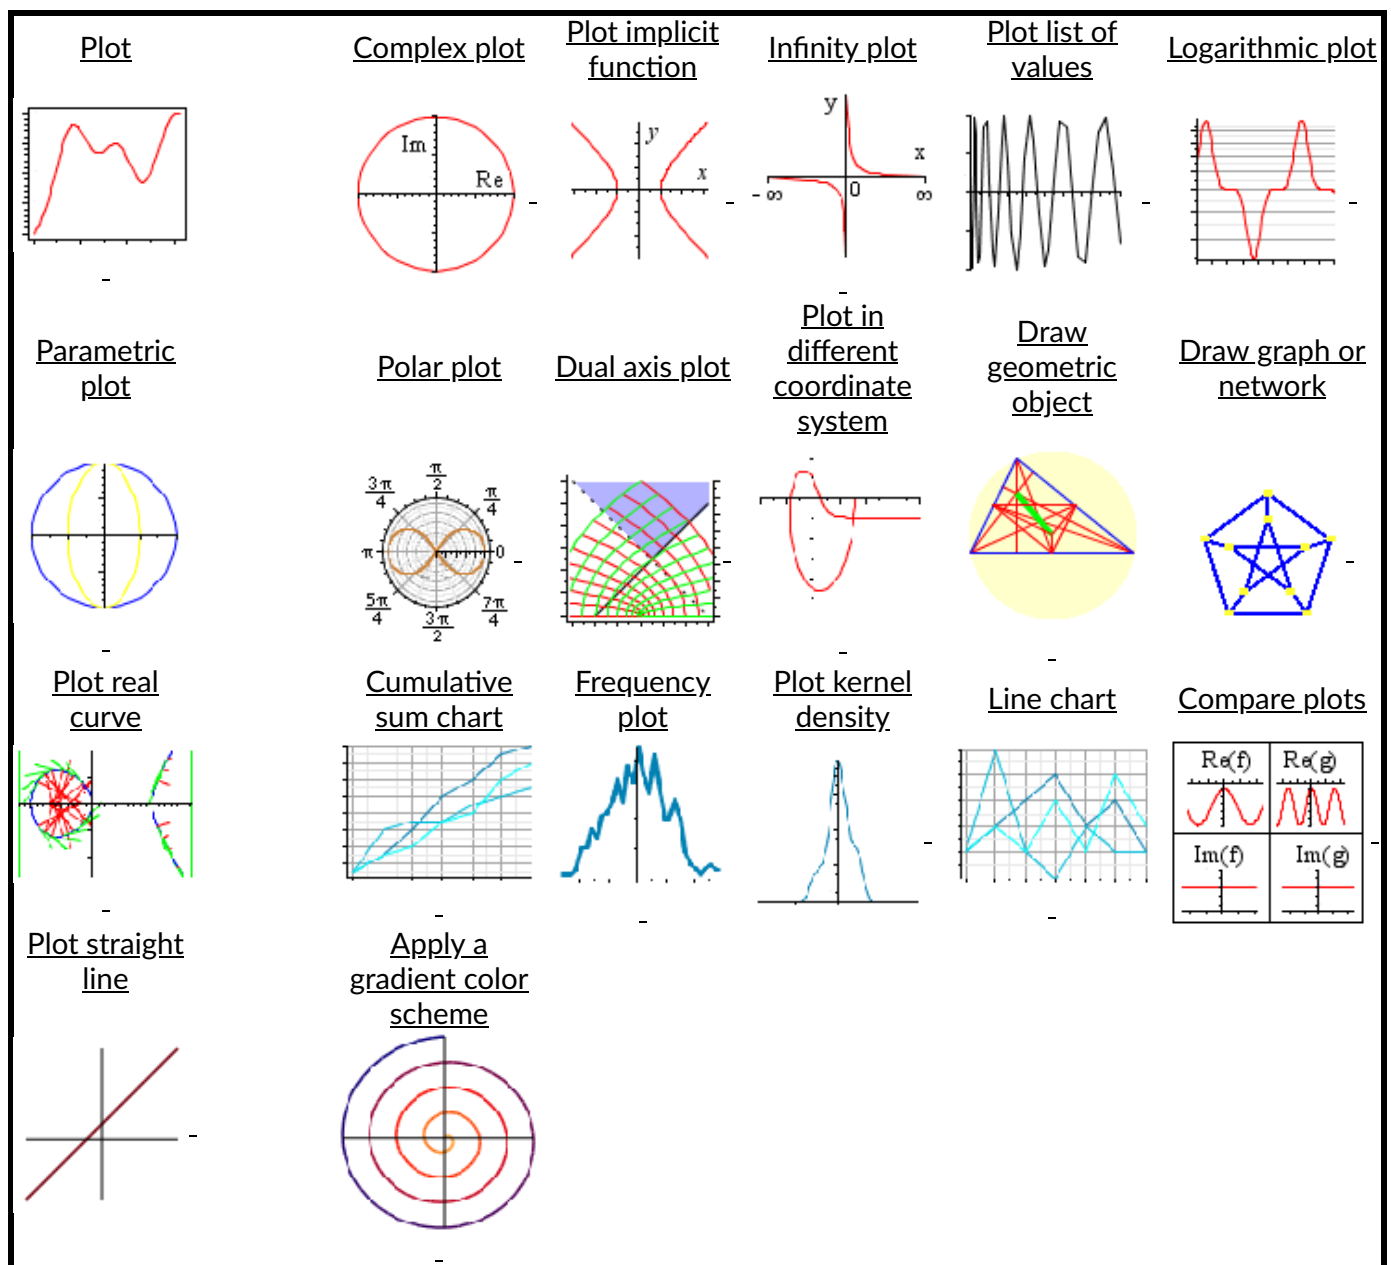 Plot
Complex plot
Plot implicit
function
Infinity plot
Plot list of
values
Logarithmic plot
Im
Re
y
x
y
x
-∞
0
∞
Parametric
plot
Polar plot
Dual axis plot
Plot in
different
coordinate
system
Draw
geometric
object
Draw graph or
network
π/2
3π/4
π/4
π
0
5π/4
7π/4
3π/2
Plot real
curve
Cumulative
sum chart
Frequency
plot
Plot kernel
density
Line chart
Compare plots
Re(f)
Re(g)
Im(f)
Im(g)
Plot straight
line
Apply a
gradient color
scheme